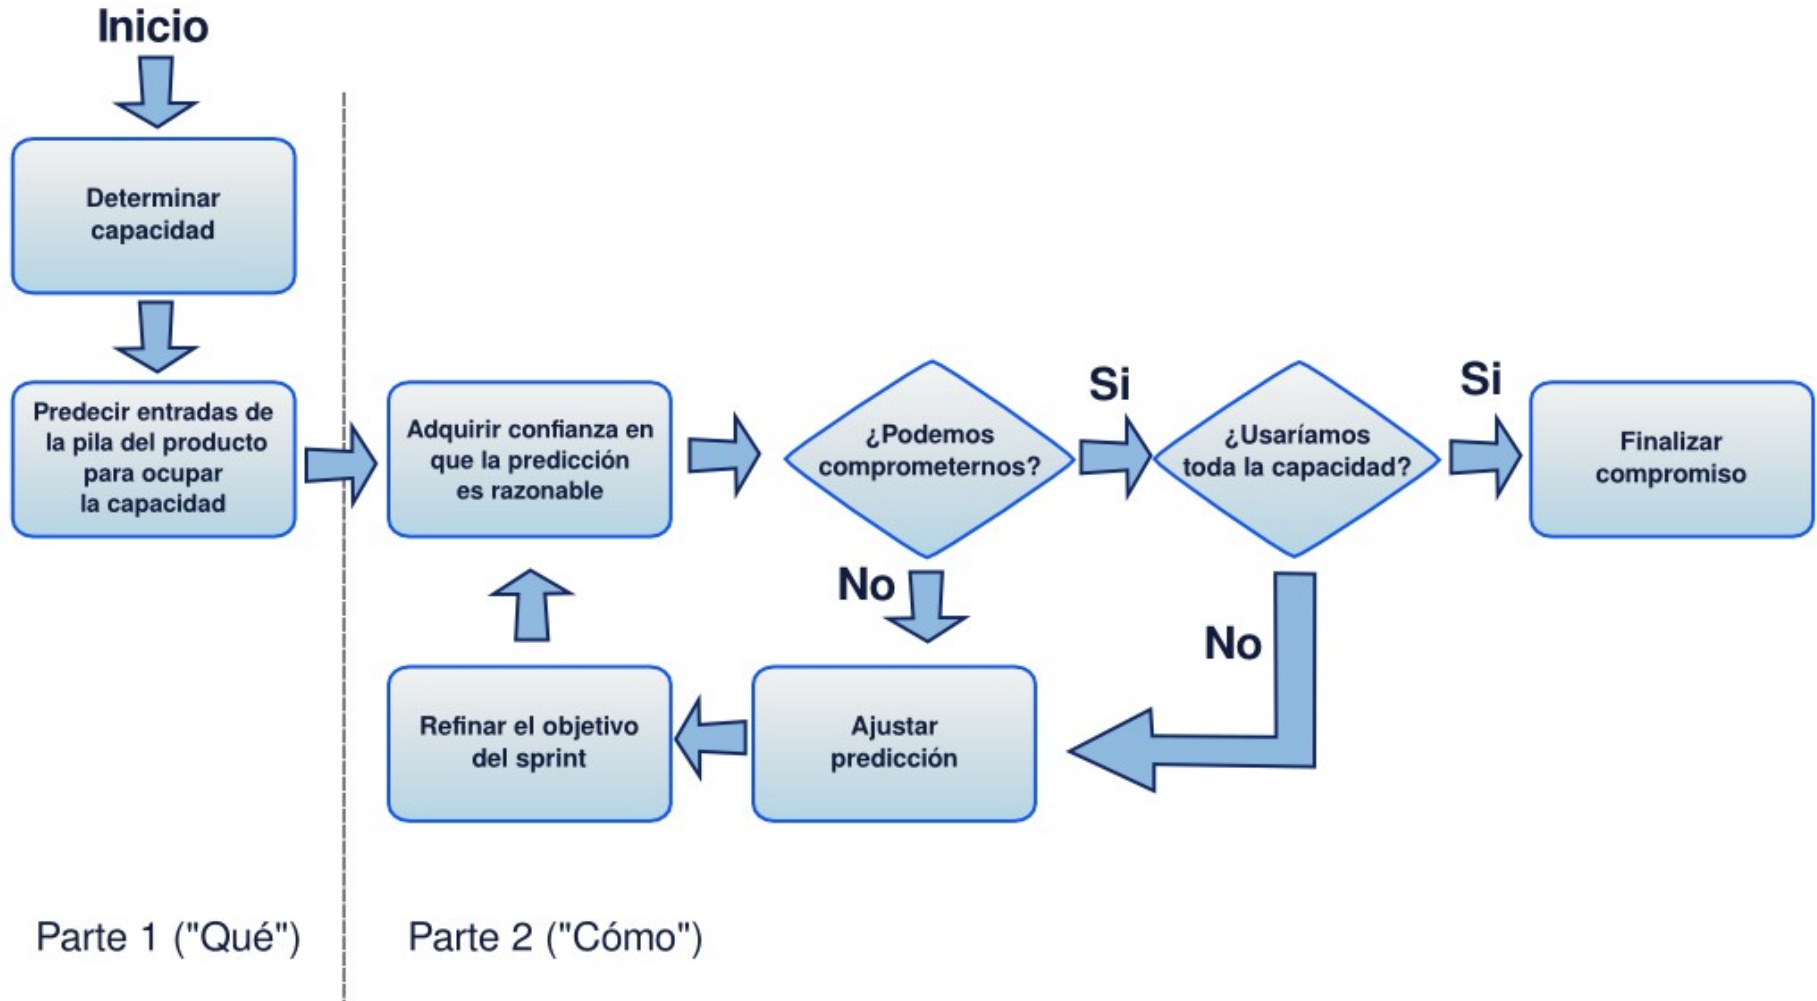 Inicio
Determinar
capacidad
Predecir entradas de
la pila del producto
para ocupar
la capacidad
Adquirir confianza en
que la predicción
es razonable
¿Podemos
comprometernos?
Si
¿Usaríamos
toda la capacidad?
Si
Finalizar
compromiso
No
No
Ajustar
predicción
Refinar el objetivo
del sprint
Parte 1 ("Qué")
Parte 2 ("Cómo")